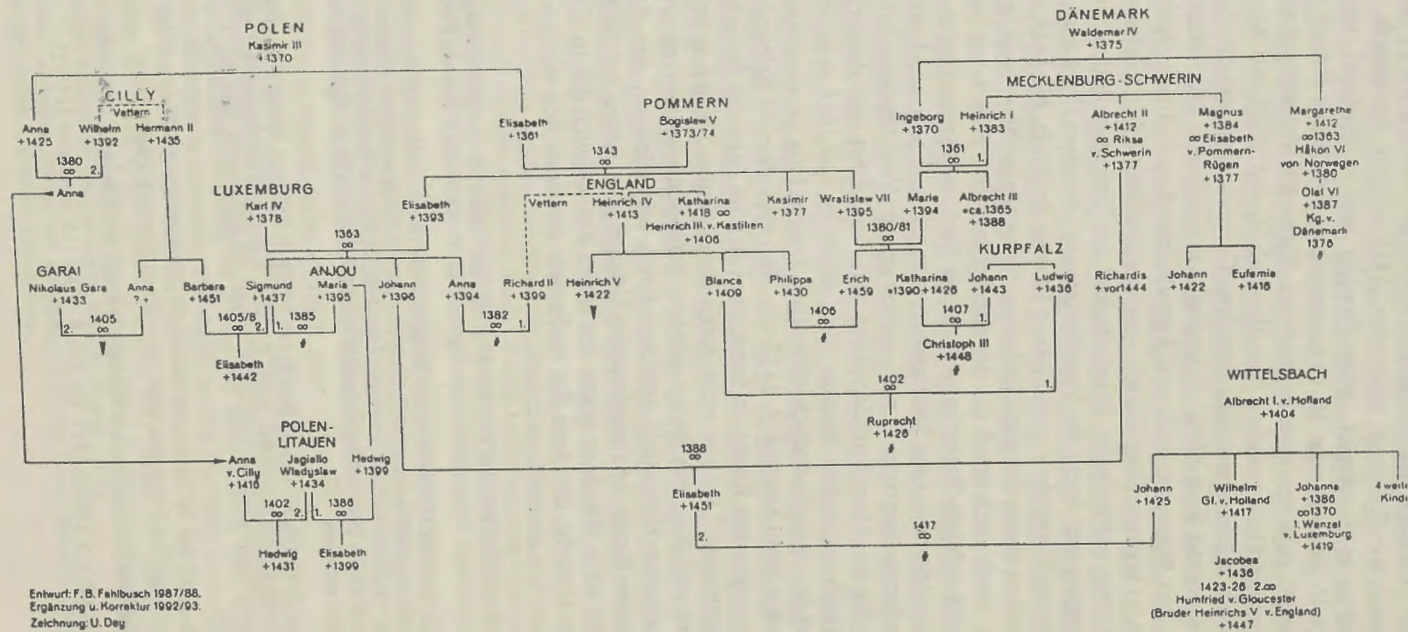 POLEN
Kasimir III
+1370
DÄNEMARK
Waldemar IV
+1375
CILLY
Vettern
Anna
+1425
Wilhelm
+1392
Hermann II
+1435
1380
∞ 2.
Anna
Elisabeth
+1361
POMMERN
Bogislaw V
+1373/74
1343
∞
MECKLENBURG-SCHWERIN
Ingeborg
+1370
Heinrich I
+1383
1361
∞ 1.
Albrecht II
+1412
∞ Riksa
v. Schwerin
+1377
Magnus
+1384
∞ Elisabeth
v. Pommern-
Rügen
+1377
Margarethe
+1412
∞1363
Håkon VI
von Norwegen
+1380
Olaf VI
+1387
Kg. v.
Dänemark
1376
LUXEMBURG
Karl IV
+1378
Elisabeth
+1393
1363
∞
ENGLAND
Vettern
Heinrich IV
+1413
Katharina
+1418 ∞
Heinrich III. v. Kastilien
+1406
Kasimir
+1377
Wratislaw VII
+1395
Marie
+1394
1380/81
∞
Albrecht III
*ca.1365
+1388
KURPFALZ
GARAI
Nikolaus Gara
+1433
Anna
? +
2. 1405
∞
Barbara
+1451
Sigmund
+1437
ANJOU
Maria
+1395
1405/8
∞ 2.
1. 1385
∞
Elisabeth
+1442
Johann
+1396
Anna
+1394
Richard II
+1399
1382
∞ 1.
Heinrich V
+1422
Blanca
+1409
Philippa
+1430
Erich
+1459
1406
∞
Katharina
*1390 +1426
Johann
+1443
1407
∞ 1.
Christoph III
+1448
Ludwig
+1436
1402
∞ 1.
Ruprecht
+1426
Richardis
+vor1444
Johann
+1422
Eufemia
+1416
WITTELSBACH
Albrecht I. v. Holland
+1404
POLEN-
LITAUEN
Anna
v. Cilly
+1416
Jagiello
Wladyslaw
+1434
Hedwig
+1399
1402
∞ 2.
1. 1386
∞
Hedwig
+1431
Elisabeth
+1399
1388
∞
Elisabeth
+1451
2. 1417
∞
Johann
+1425
Wilhelm
Gf. v. Holland
+1417
Johanna
+1386
∞1370
1. Wenzel
v. Luxemburg
+1419
4 weitere
Jacobea
+1436
1423-26 2.∞
Humfried v. Gloucester
(Bruder Heinrichs V v. England)
+1447
Entwurf: F. B. Fahlbusch 1987/88.
Ergänzung u. Korrektur 1992/93.
Zeichnung: U. Dey